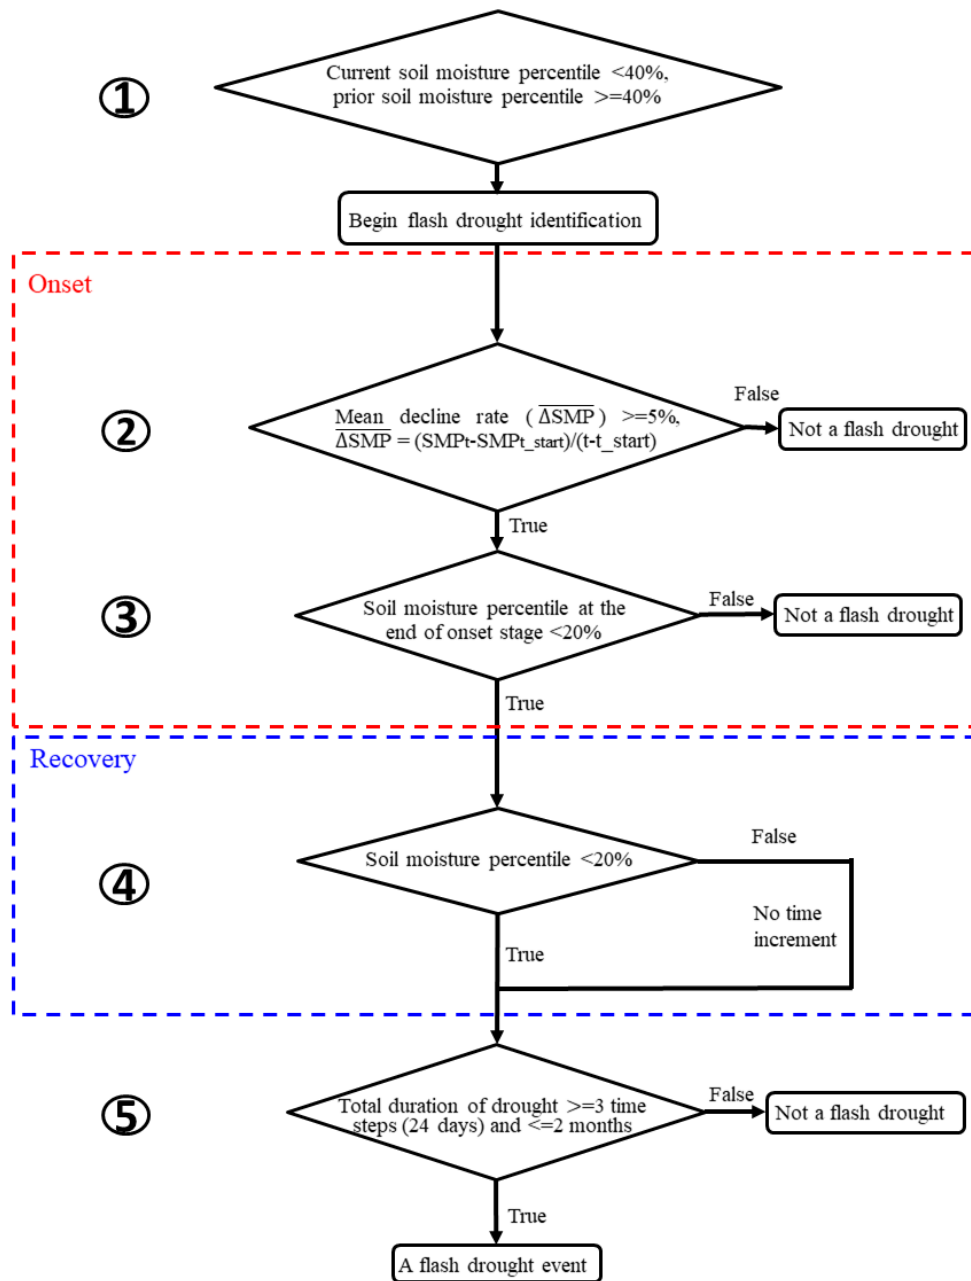 ①
Current soil moisture percentile <40%,
prior soil moisture percentile >=40%
Begin flash drought identification
Onset
②
Mean decline rate ( \overline{ΔSMP} ) >=5%,
\overline{ΔSMP} = (SMPt-SMPt_start)/(t-t_start)
False
Not a flash drought
True
③
Soil moisture percentile at the
end of onset stage <20%
False
Not a flash drought
True
Recovery
④
Soil moisture percentile <20%
False
No time
increment
True
⑤
Total duration of drought >=3 time
steps (24 days) and <=2 months
False
Not a flash drought
True
A flash drought event